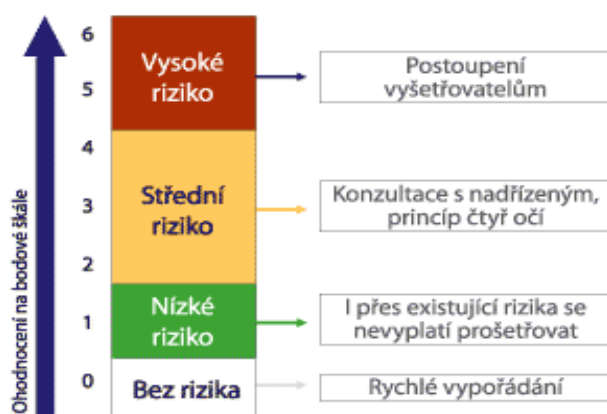 Ohodnocení na bodové škále
6
5
4
3
2
1
0
Vysoké
riziko
Střední
riziko
Nízké
riziko
Bez rizika
Postoupení
vyšetřovatelům
Konzultace s nadřízeným,
princíp čtyř očí
I přes existující rizika se
nevyplatí prošetřovat
Rychlé vypořádání